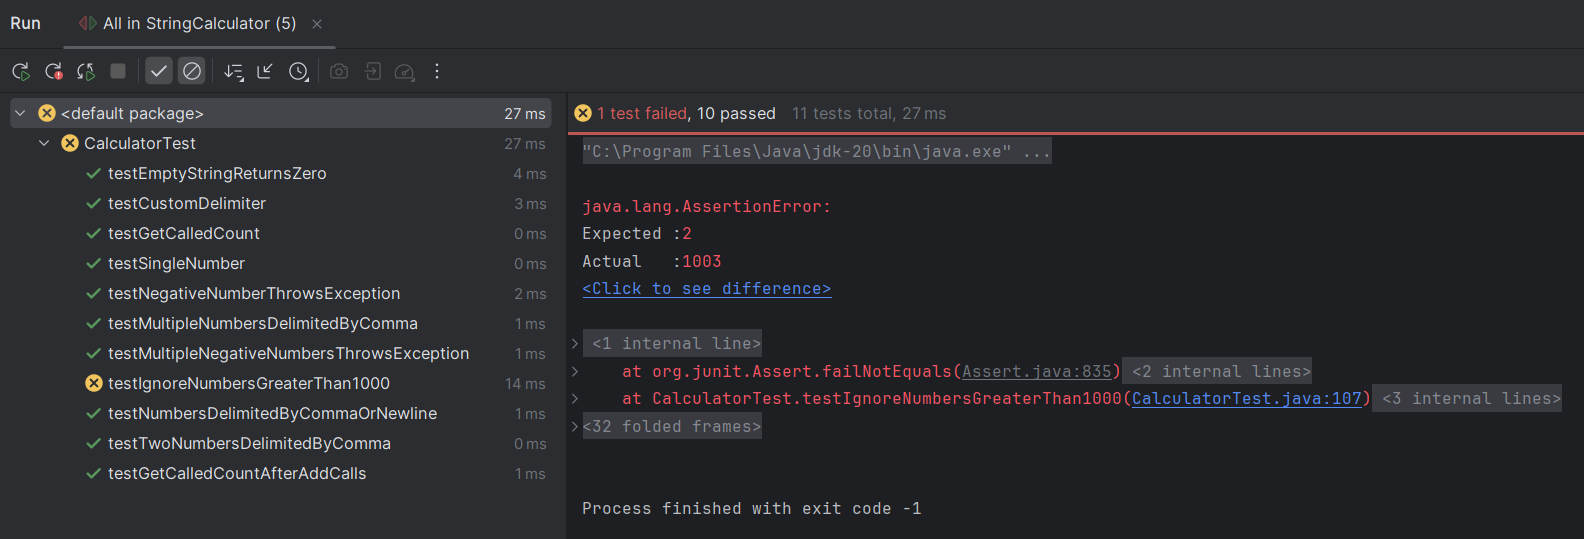 Run All in StringCalculator (5)
<default package> 27 ms
CalculatorTest 27 ms
testEmptyStringReturnsZero 4 ms
testCustomDelimiter 3 ms
testGetCalledCount 0 ms
testSingleNumber 0 ms
testNegativeNumberThrowsException 2 ms
testMultipleNumbersDelimitedByComma 1 ms
testMultipleNegativeNumbersThrowsException 1 ms
testIgnoreNumbersGreaterThan1000 14 ms
testNumbersDelimitedByCommaOrNewline 1 ms
testTwoNumbersDelimitedByComma 0 ms
testGetCalledCountAfterAddCalls 1 ms
1 test failed, 10 passed 11 tests total, 27 ms
"C:\Program Files\Java\jdk-20\bin\java.exe" ...
java.lang.AssertionError:
Expected :2
Actual   :1003
<Click to see difference>
<1 internal line>
at org.junit.Assert.failNotEquals(Assert.java:835) <2 internal lines>
at CalculatorTest.testIgnoreNumbersGreaterThan1000(CalculatorTest.java:107) <3 internal lines>
<32 folded frames>
Process finished with exit code -1